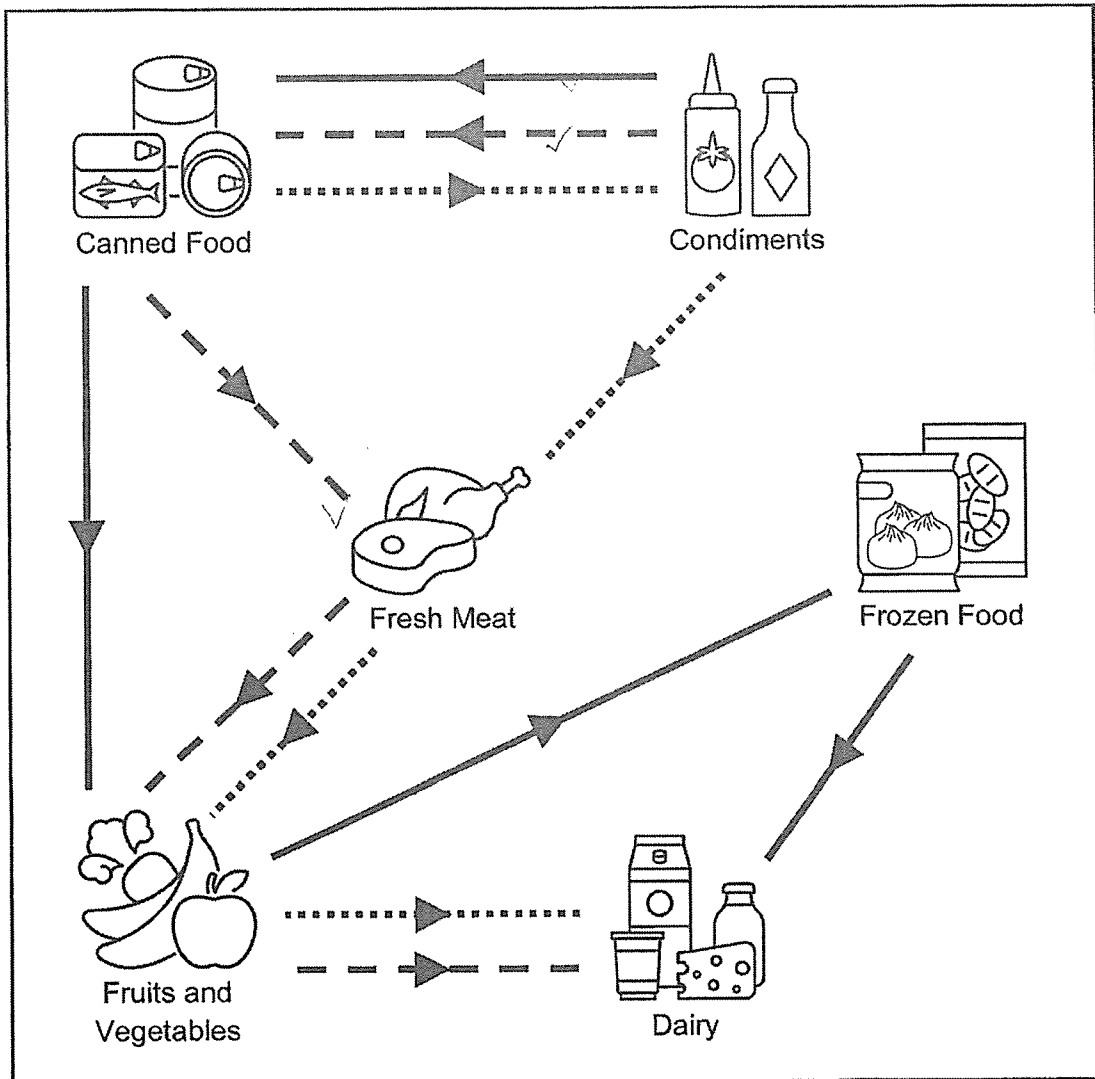 Canned Food
Condiments
Fresh Meat
Frozen Food
Fruits and
Vegetables
Dairy